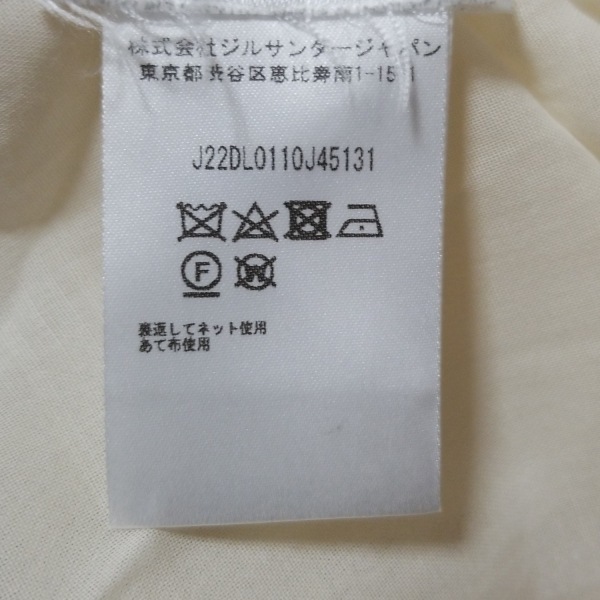 株式会社ジルサンダージャパン
東京都渋谷区恵比寿南1-15-1
J22DL0110J45131
F
W
裏返してネット使用
あて布使用